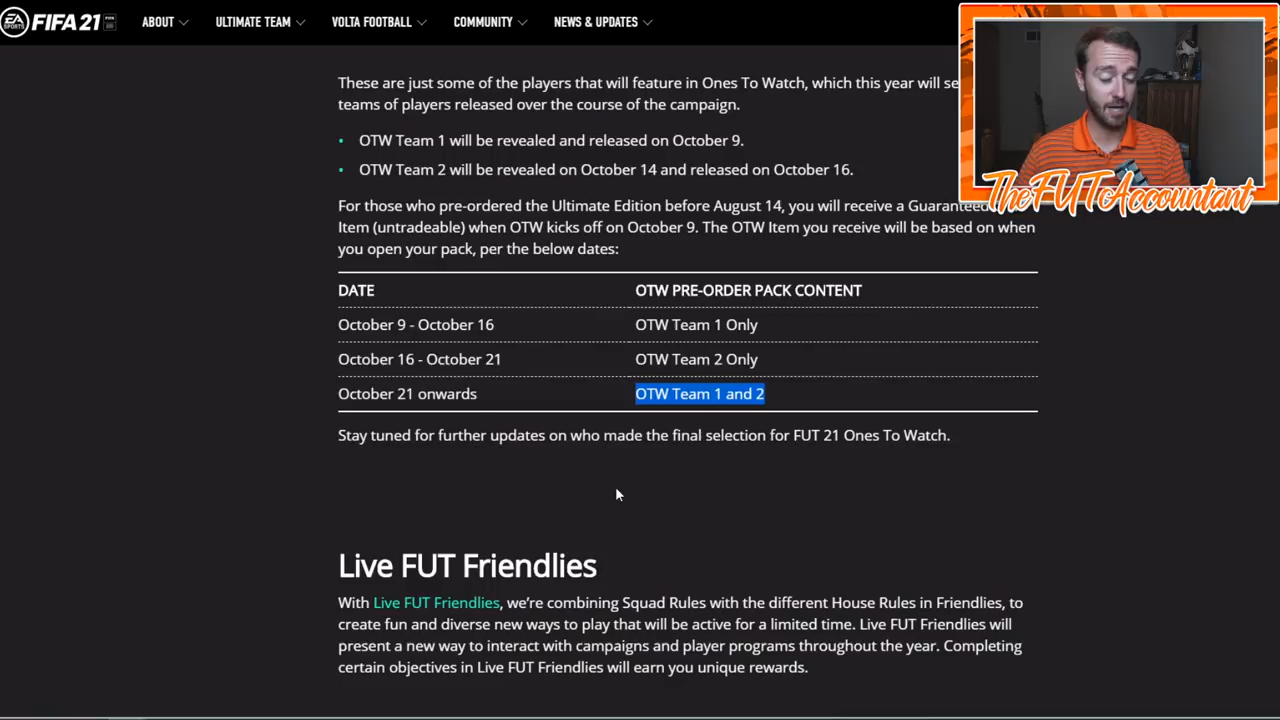 EA SPORTS FIFA 21
ABOUT
ULTIMATE TEAM
VOLTA FOOTBALL
COMMUNITY
NEWS & UPDATES
These are just some of the players that will feature in Ones To Watch, which this year will se
teams of players released over the course of the campaign.
• OTW Team 1 will be revealed and released on October 9.
• OTW Team 2 will be revealed on October 14 and released on October 16.
For those who pre-ordered the Ultimate Edition before August 14, you will receive a Guaranteed
Item (untradeable) when OTW kicks off on October 9. The OTW Item you receive will be based on when
you open your pack, per the below dates:
DATE OTW PRE-ORDER PACK CONTENT
October 9 - October 16 OTW Team 1 Only
October 16 - October 21 OTW Team 2 Only
October 21 onwards OTW Team 1 and 2
Stay tuned for further updates on who made the final selection for FUT 21 Ones To Watch.
Live FUT Friendlies
With Live FUT Friendlies, we're combining Squad Rules with the different House Rules in Friendlies, to
create fun and diverse new ways to play that will be active for a limited time. Live FUT Friendlies will
present a new way to interact with campaigns and player programs throughout the year. Completing
certain objectives in Live FUT Friendlies will earn you unique rewards.
TheFUTAccountant